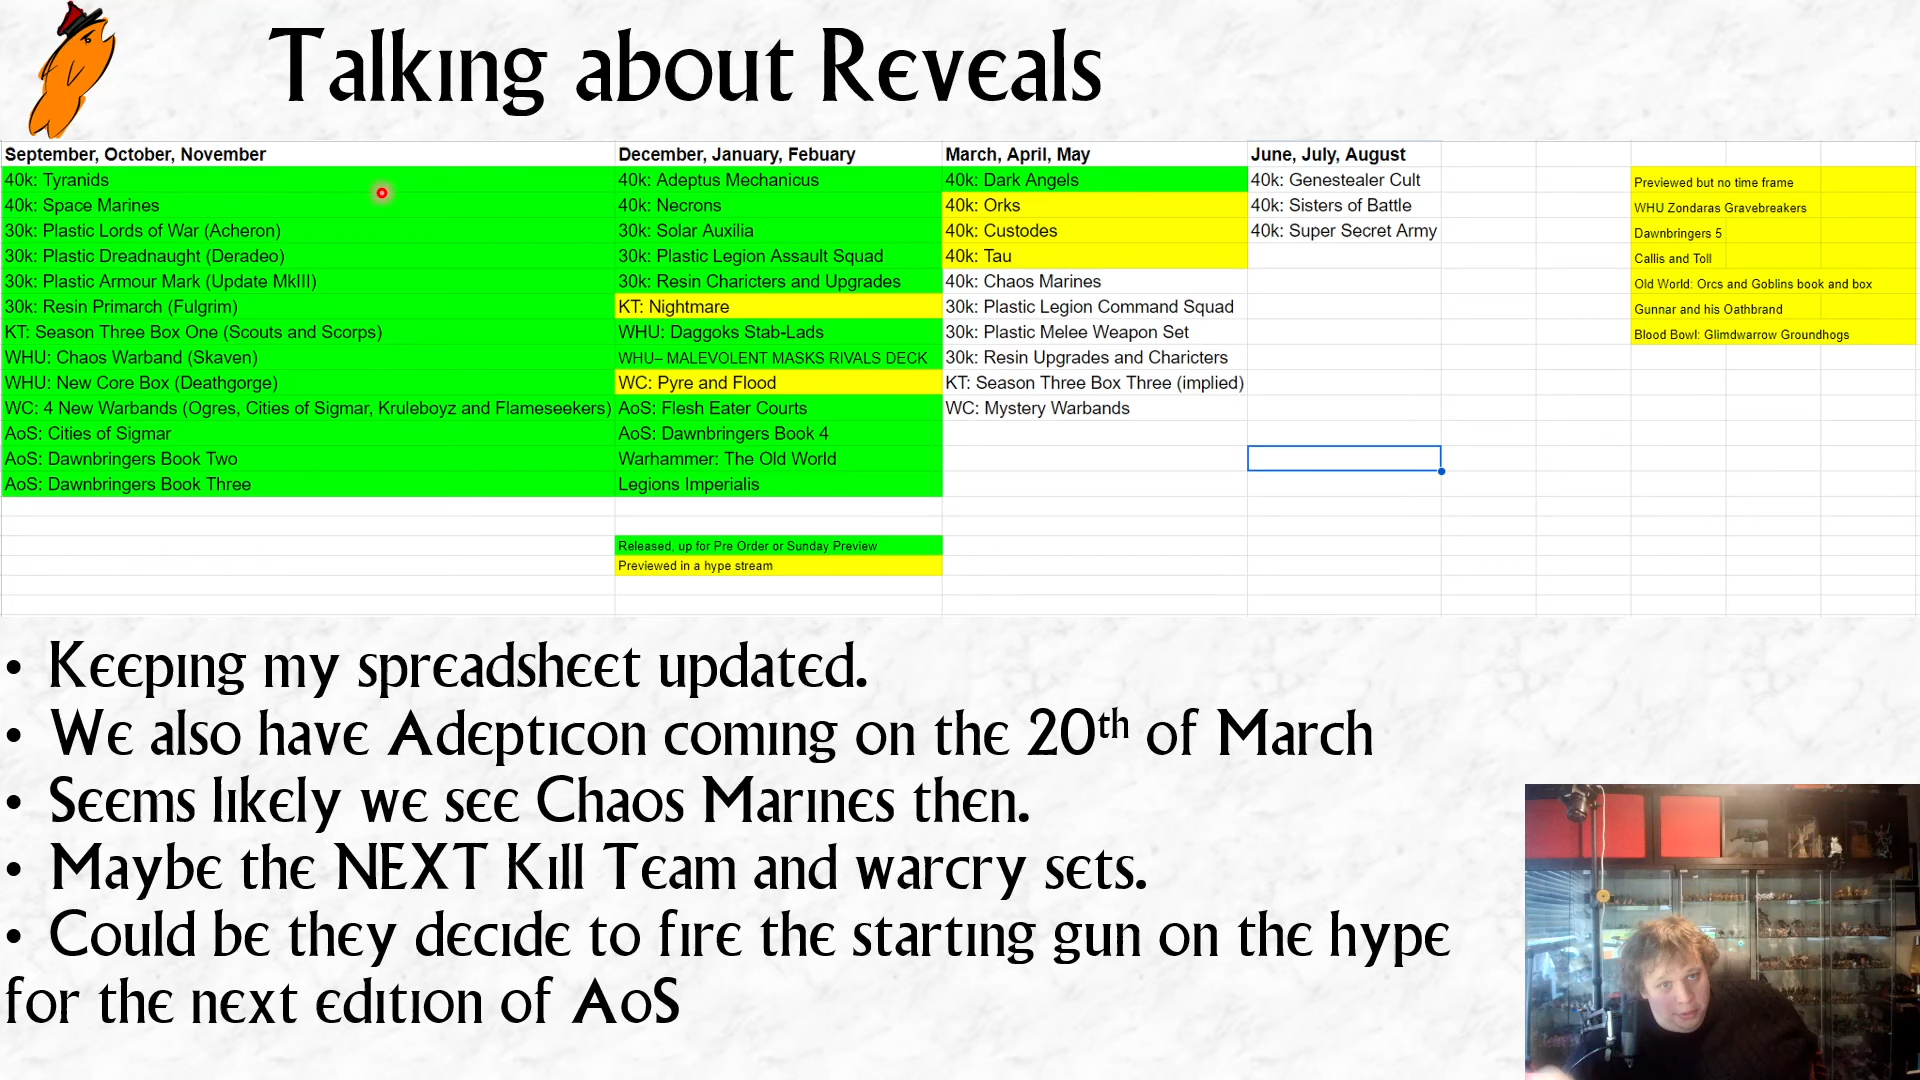 Talking about Reveals
September, October, November
40k: Tyranids
40k: Space Marines
30k: Plastic Lords of War (Acheron)
30k: Plastic Dreadnaught (Deradeo)
30k: Plastic Armour Mark (Update MkIII)
30k: Resin Primarch (Fulgrim)
KT: Season Three Box One (Scouts and Scorps)
WHU: Chaos Warband (Skaven)
WHU: New Core Box (Deathgorge)
WC: 4 New Warbands (Ogres, Cities of Sigmar, Kruleboyz and Flameseekers)
AoS: Cities of Sigmar
AoS: Dawnbringers Book Two
AoS: Dawnbringers Book Three
December, January, Febuary
40k: Adeptus Mechanicus
40k: Necrons
30k: Solar Auxilia
30k: Plastic Legion Assault Squad
30k: Resin Charicters and Upgrades
KT: Nightmare
WHU: Daggoks Stab-Lads
WHU– MALEVOLENT MASKS RIVALS DECK
WC: Pyre and Flood
AoS: Flesh Eater Courts
AoS: Dawnbringers Book 4
Warhammer: The Old World
Legions Imperialis
Released, up for Pre Order or Sunday Preview
Previewed in a hype stream
March, April, May
40k: Dark Angels
40k: Orks
40k: Custodes
40k: Tau
40k: Chaos Marines
30k: Plastic Legion Command Squad
30k: Plastic Melee Weapon Set
30k: Resin Upgrades and Charicters
KT: Season Three Box Three (implied)
WC: Mystery Warbands
June, July, August
40k: Genestealer Cult
40k: Sisters of Battle
40k: Super Secret Army
Previewed but no time frame
WHU Zondaras Gravebreakers
Dawnbringers 5
Callis and Toll
Old World: Orcs and Goblins book and box
Gunnar and his Oathbrand
Blood Bowl: Glimdwarrow Groundhogs
• Keeping my spreadsheet updated.
• We also have Adepticon coming on the 20th of March
• Seems likely we see Chaos Marines then.
• Maybe the NEXT Kill Team and warcry sets.
• Could be they decide to fire the starting gun on the hype
for the next edition of AoS